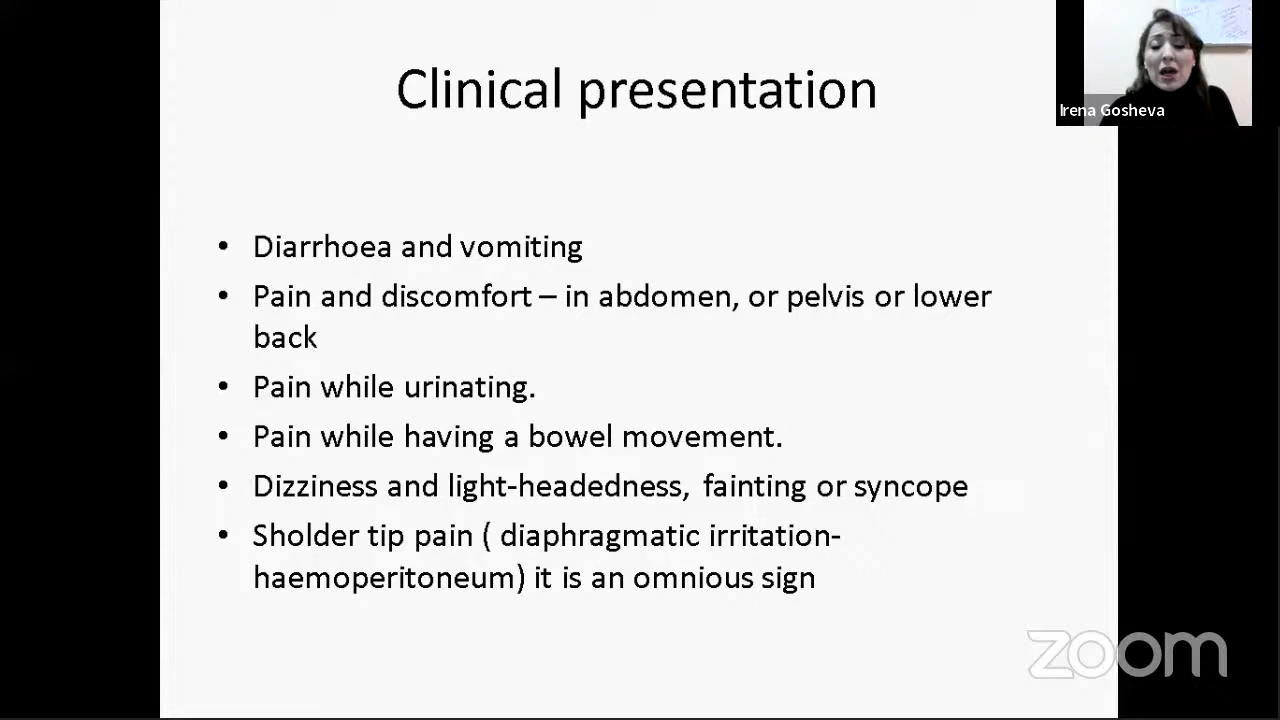 Clinical presentation
Irena Gosheva
• Diarrhoea and vomiting
• Pain and discomfort – in abdomen, or pelvis or lower
back
• Pain while urinating.
• Pain while having a bowel movement.
• Dizziness and light-headedness, fainting or syncope
• Sholder tip pain ( diaphragmatic irritation-
haemoperitoneum) it is an omnious sign
zoom